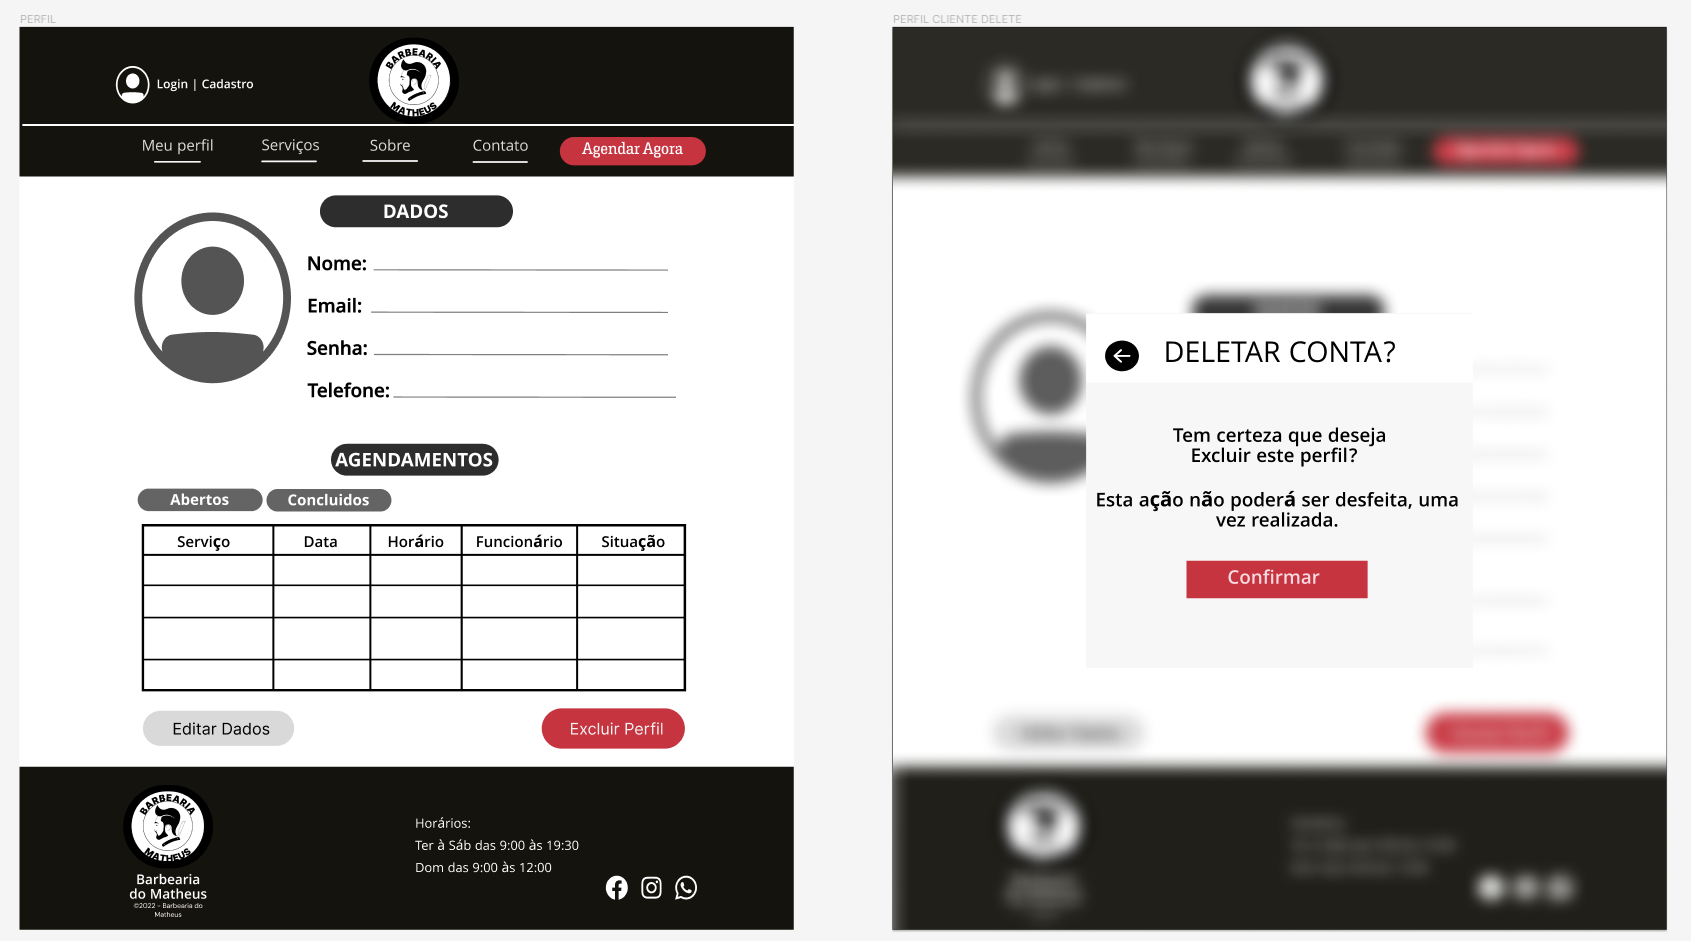 PERFIL
BARBEARIA
MATHEUS
Login | Cadastro
Meu perfil
Serviços
Sobre
Contato
Agendar Agora
DADOS
Nome:
Email:
Senha:
Telefone:
AGENDAMENTOS
Abertos
Concluidos
Serviço
Data
Horário
Funcionário
Situação
Editar Dados
Excluir Perfil
BARBEARIA
MATHEUS
Barbearia
do Matheus
©2022 - Barbearia do
Matheus
Horários:
Ter à Sáb das 9:00 às 19:30
Dom das 9:00 às 12:00
PERFIL CLIENTE DELETE
DELETAR CONTA?
Tem certeza que deseja
Excluir este perfil?
Esta ação não poderá ser desfeita, uma
vez realizada.
Confirmar